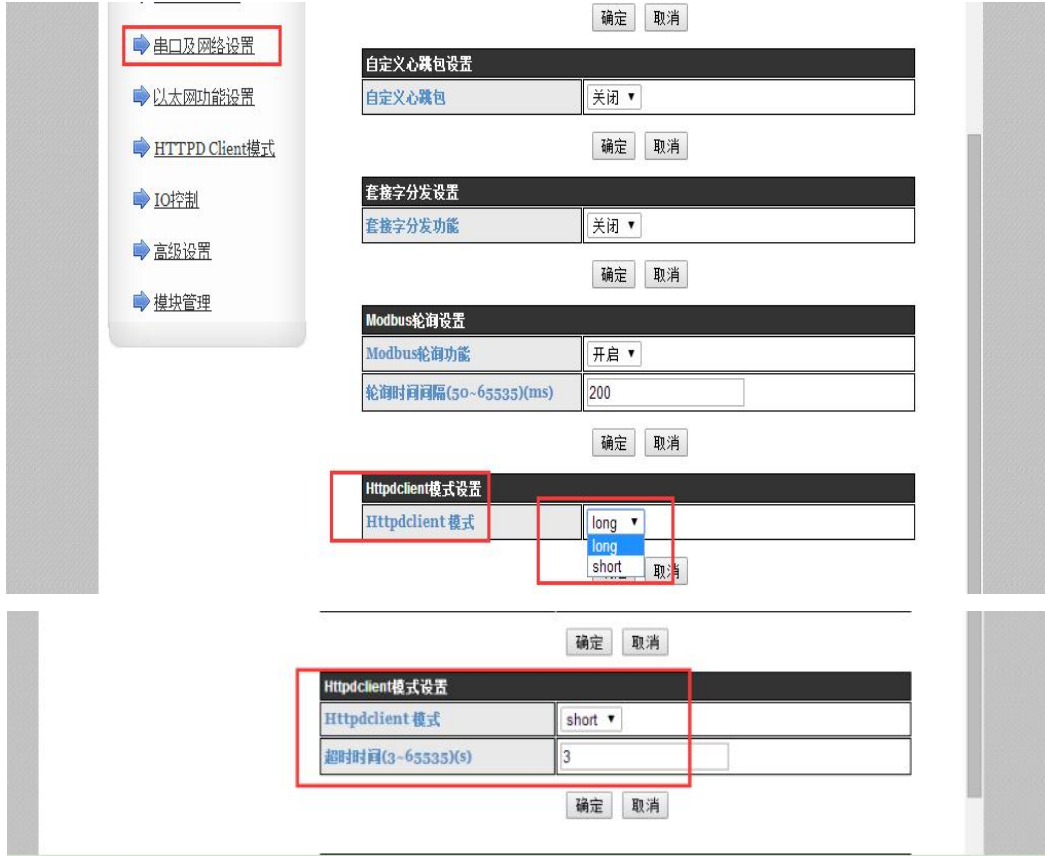 串口及网络设置
以太网功能设置
HTTPD Client模式
IO控制
高级设置
模块管理
确定 取消
自定义心跳包设置
自定义心跳包 关闭
确定 取消
套接字分发设置
套接字分发功能 关闭
确定 取消
Modbus轮询设置
Modbus轮询功能 开启
轮询时间间隔(50~65535)(ms) 200
确定 取消
Httpdclient模式设置
Httpdclient 模式 long
long
short
取消
确定 取消
Httpdclient模式设置
Httpdclient 模式 short
超时时间(3~65535)(s) 3
确定 取消